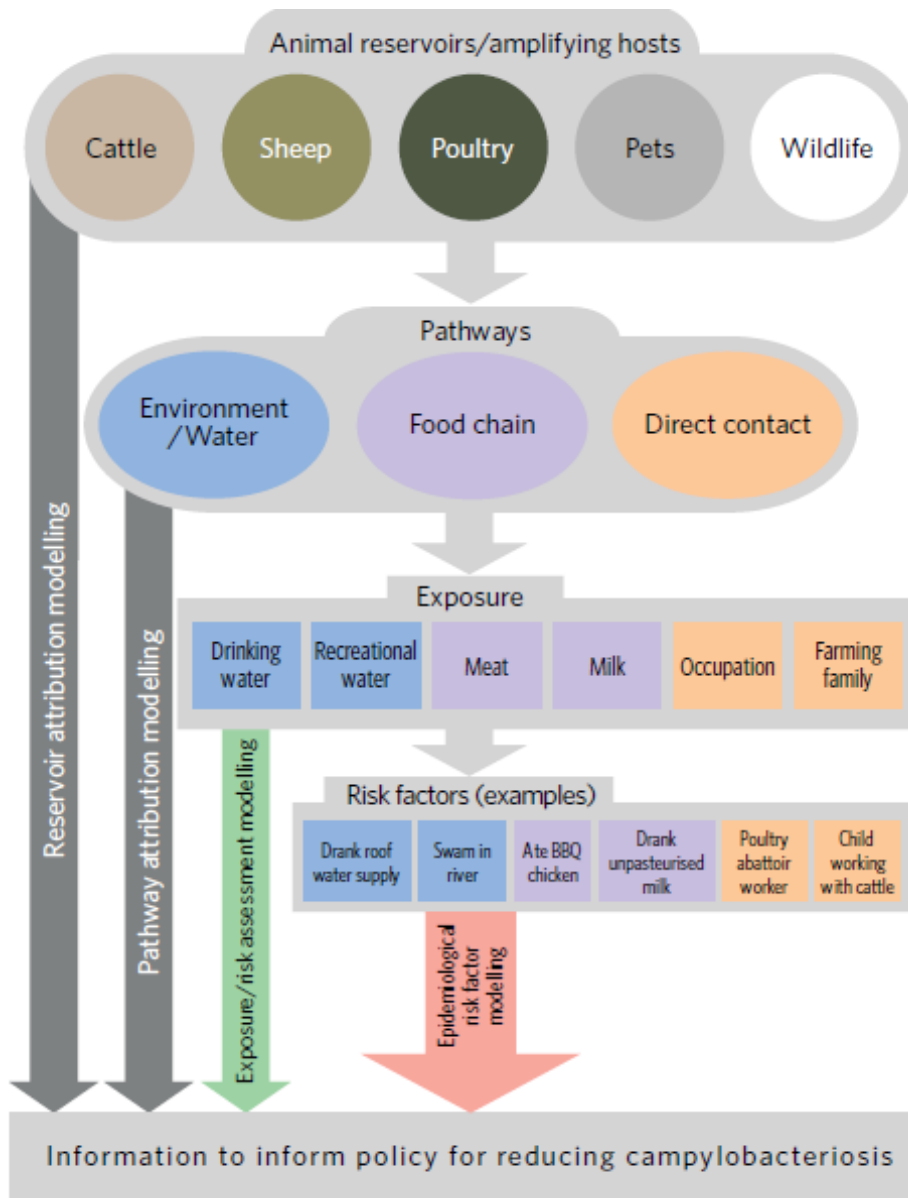 Animal reservoirs/amplifying hosts
Cattle
Sheep
Poultry
Pets
Wildlife
Pathways
Environment
/Water
Food chain
Direct contact
Exposure
Drinking
water
Recreational
water
Meat
Milk
Occupation
Farming
family
Risk factors (examples)
Drank roof
water supply
Swam in
river
Ate BBQ
chicken
Drank
unpasteurised
milk
Poultry
abattoir
worker
Child
working
with cattle
Reservoir attribution modelling
Pathway attribution modelling
Exposure/risk assessment modelling
Epidemiological
risk factor
modelling
Information to inform policy for reducing campylobacteriosis